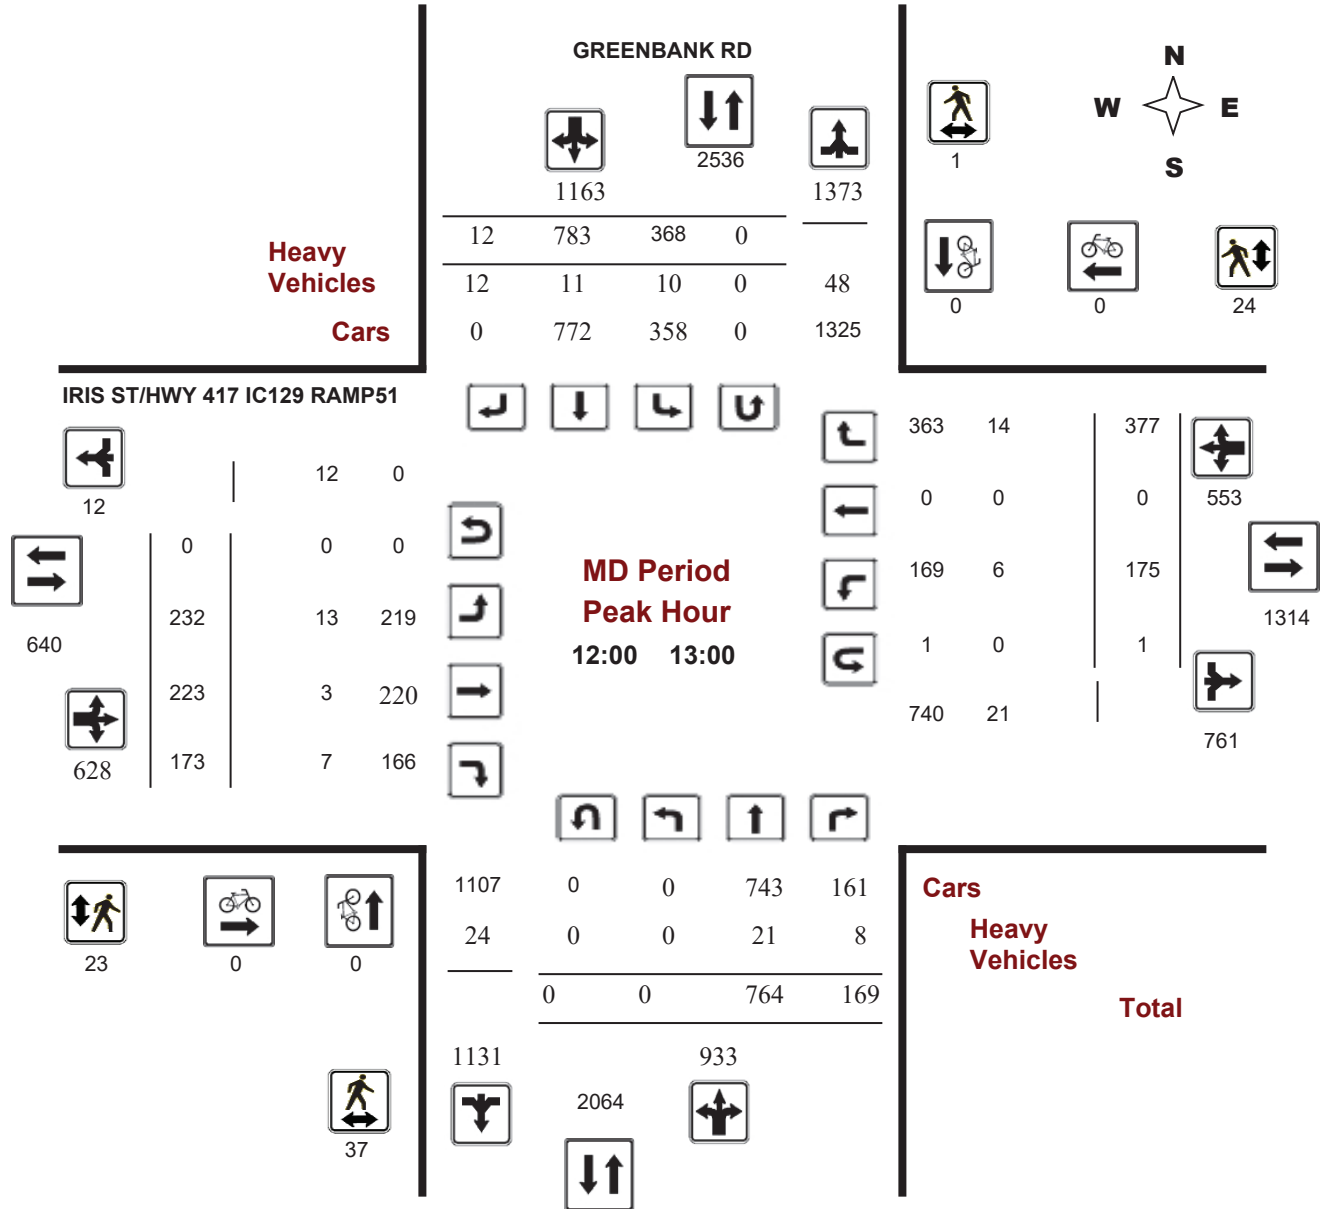 GREENBANK RD
N
W E
S
2536
1
1163
1373
12 783 368 0
Heavy
Vehicles
12 11 10 0 48
0 0 24
Cars
0 772 358 0 1325
IRIS ST/HWY 417 IC129 RAMP51
363 14 377
12 0
12
0 0 0
553
0 0 0
MD Period
169 6 175
Peak Hour
232 13 219
1314
640
12:00 13:00
1 0 1
223 3 220
740 21
761
628
173 7 166
1107 0 0 743 161
Cars
24 0 0 21 8
Heavy
Vehicles
23 0 0
0 0 764 169
Total
1131 933
2064
37